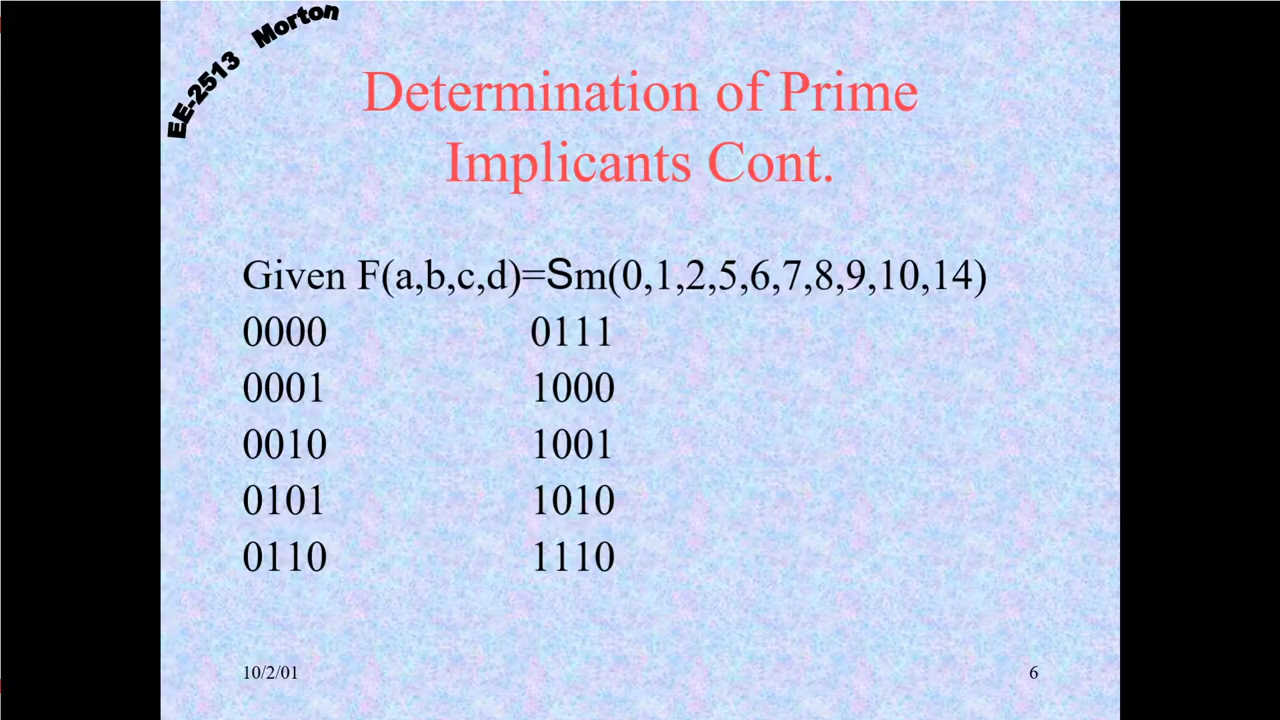 EE-2513 Morton
Determination of Prime
Implicants Cont.
Given F(a,b,c,d)=Sm(0,1,2,5,6,7,8,9,10,14)
0000 0111
0001 1000
0010 1001
0101 1010
0110 1110
10/2/01 6